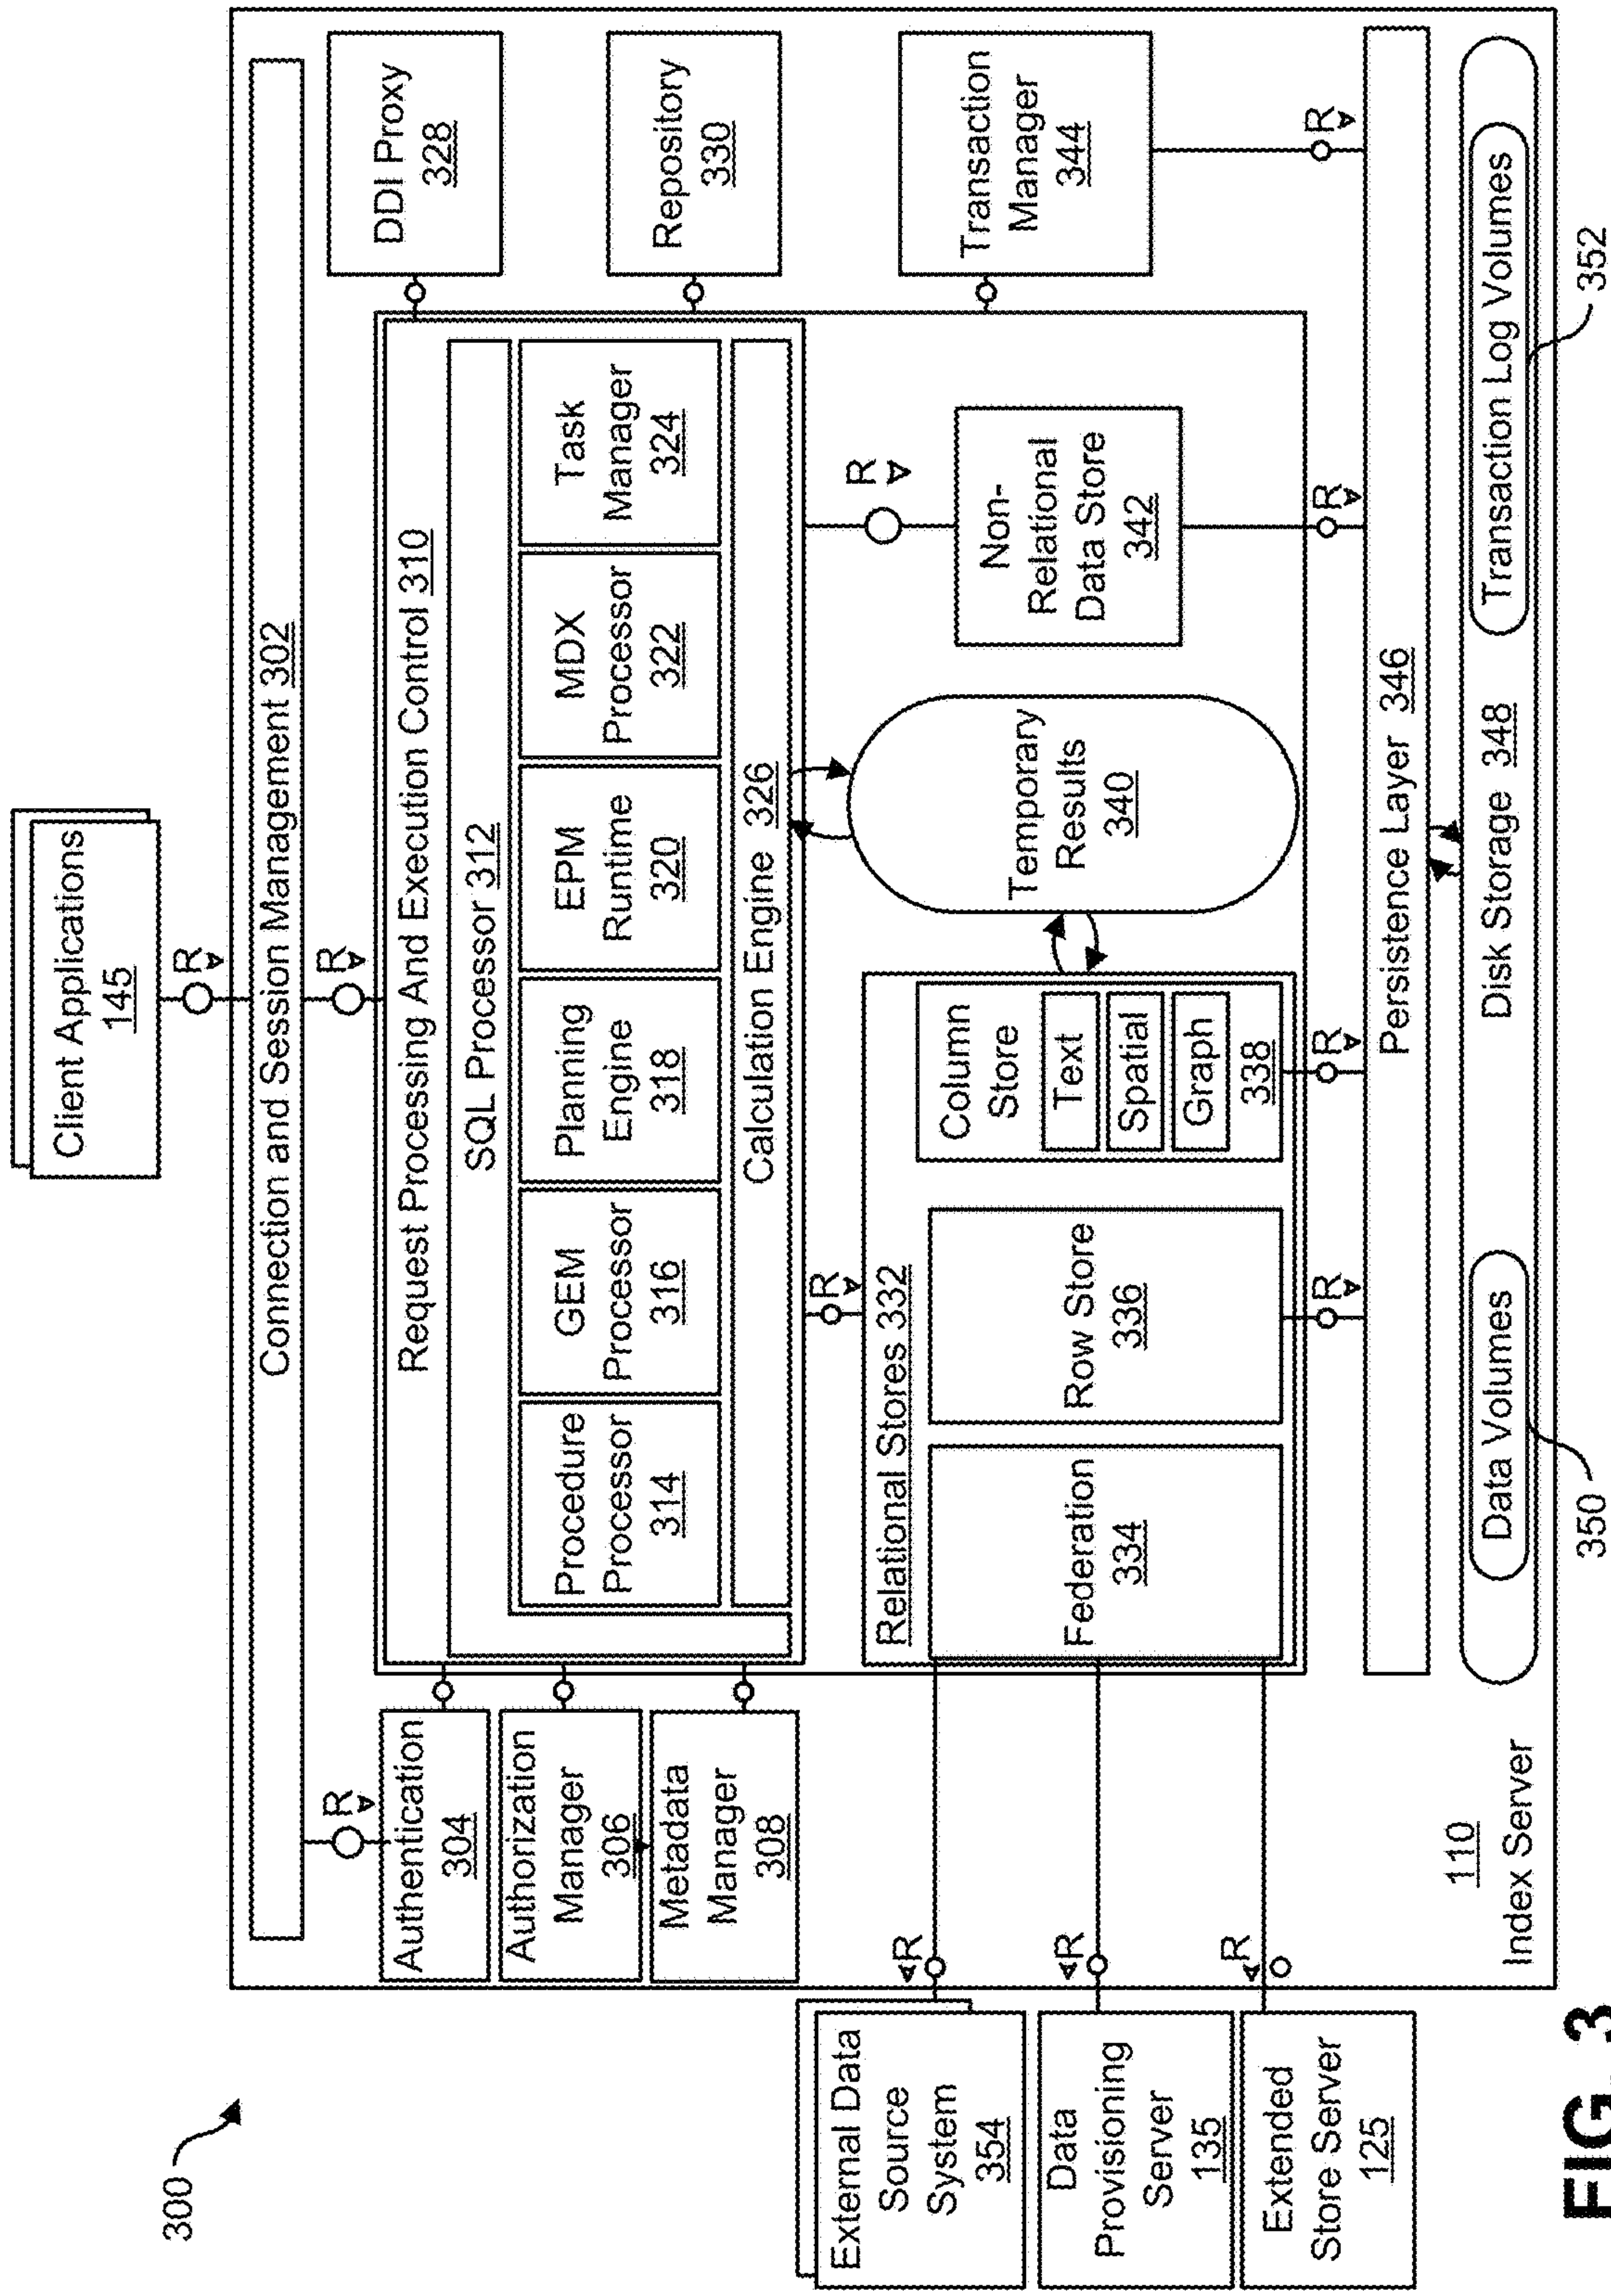 300
Client Applications
145
R
Connection and Session Management 302
R
R
Authentication
304
Authorization
Manager
306
Metadata
Manager
308
Request Processing And Execution Control 310
SQL Processor 312
Procedure
Processor
314
GEM
Processor
316
Planning
Engine
318
EPM
Runtime
320
MDX
Processor
322
Task
Manager
324
Calculation Engine 326
DDI Proxy
328
Repository
330
Transaction
Manager
344
R
R
Relational Stores 332
Federation
334
Row Store
336
Column
Store
Text
Spatial
Graph
338
Temporary
Results
340
Non-
Relational
Data Store
342
External Data
Source
System
354
R
Data
Provisioning
Server
135
R
Extended
Store Server
125
R
R
R
R
R
Persistence Layer 346
Data Volumes
Disk Storage 348
Transaction Log Volumes
110
Index Server
350
352
FIG. 3